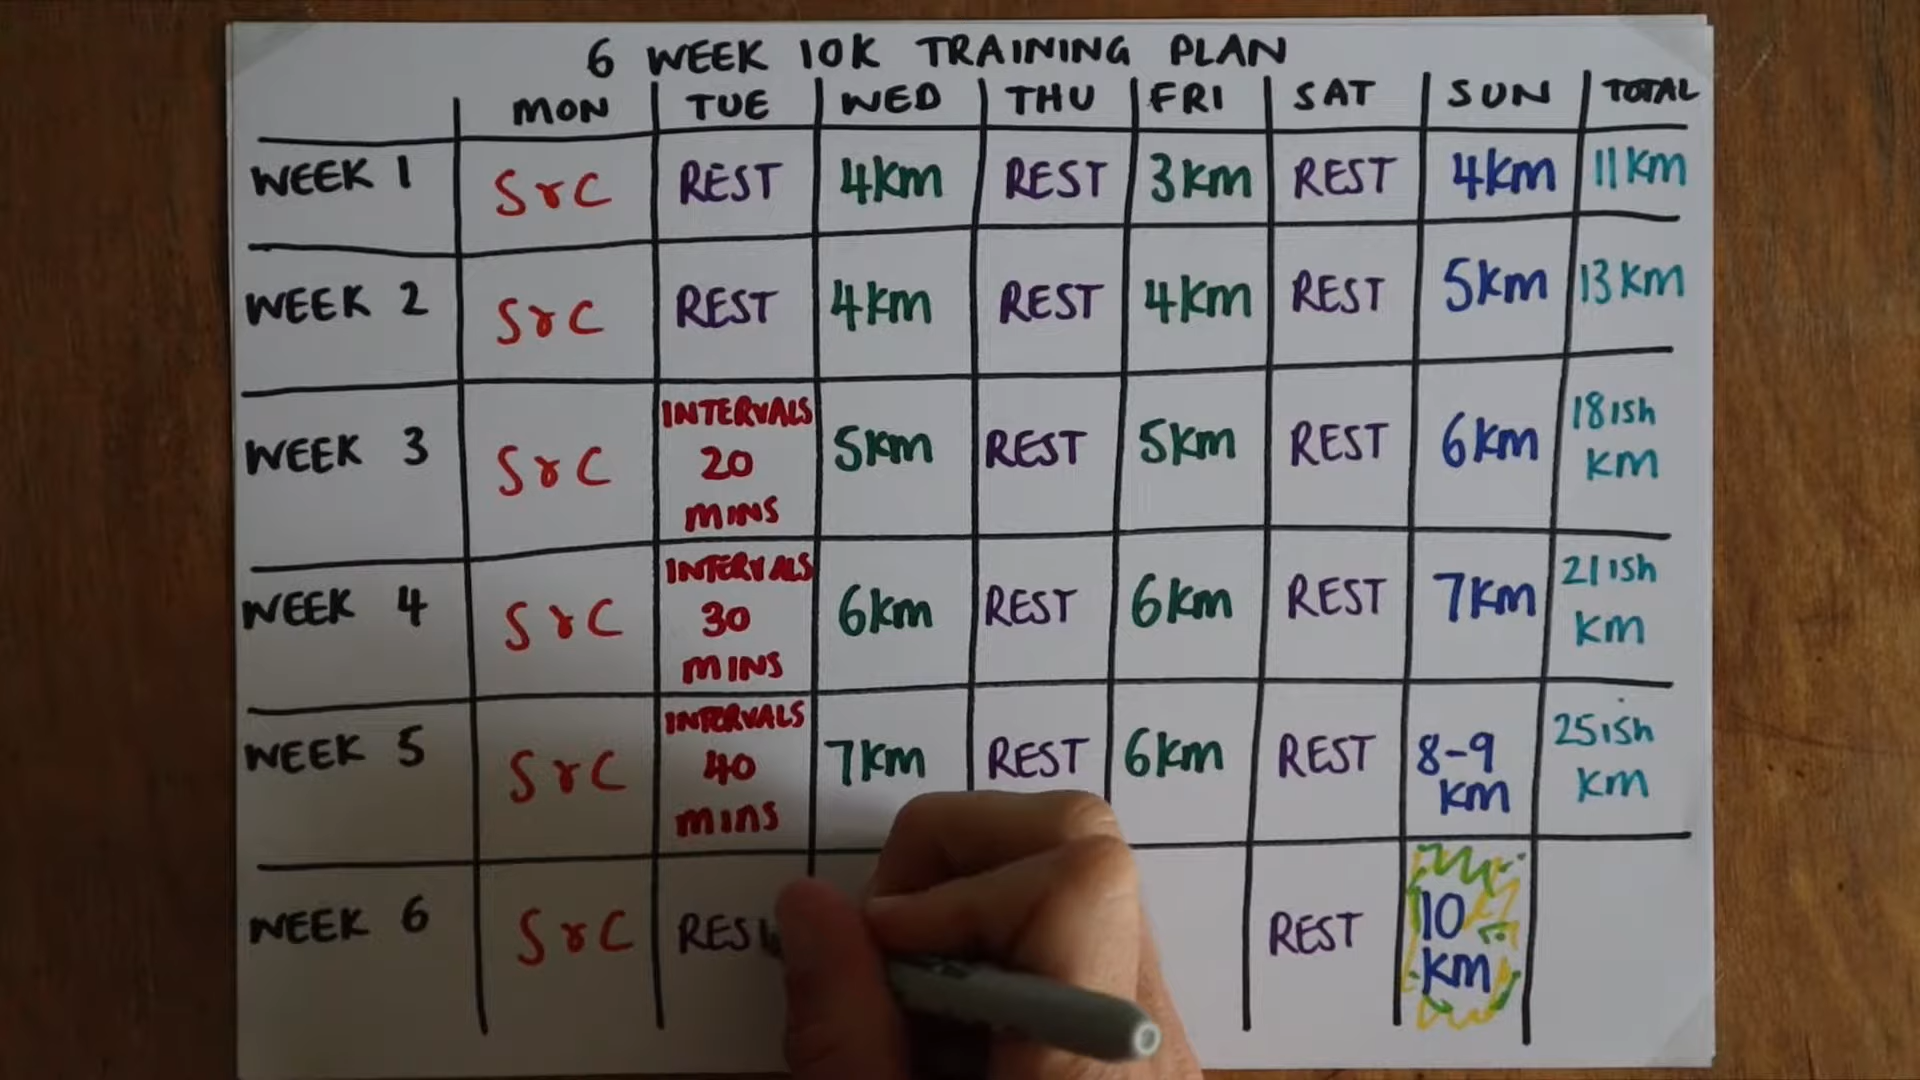 6 WEEK 10K TRAINING PLAN
MON TUE WED THU FRI SAT SUN TOTAL
WEEK 1 S&C REST 4KM REST 3KM REST 4KM 11KM
WEEK 2 S&C REST 4KM REST 4KM REST 5KM 13KM
WEEK 3 S&C INTERVALS 20 MINS 5KM REST 5KM REST 6KM 18ish KM
WEEK 4 S&C INTERVALS 30 MINS 6KM REST 6KM REST 7KM 21ish KM
WEEK 5 S&C INTERVALS 40 MINS 7KM REST 6KM REST 8-9 KM 25ish KM
WEEK 6 S&C REST 10 KM